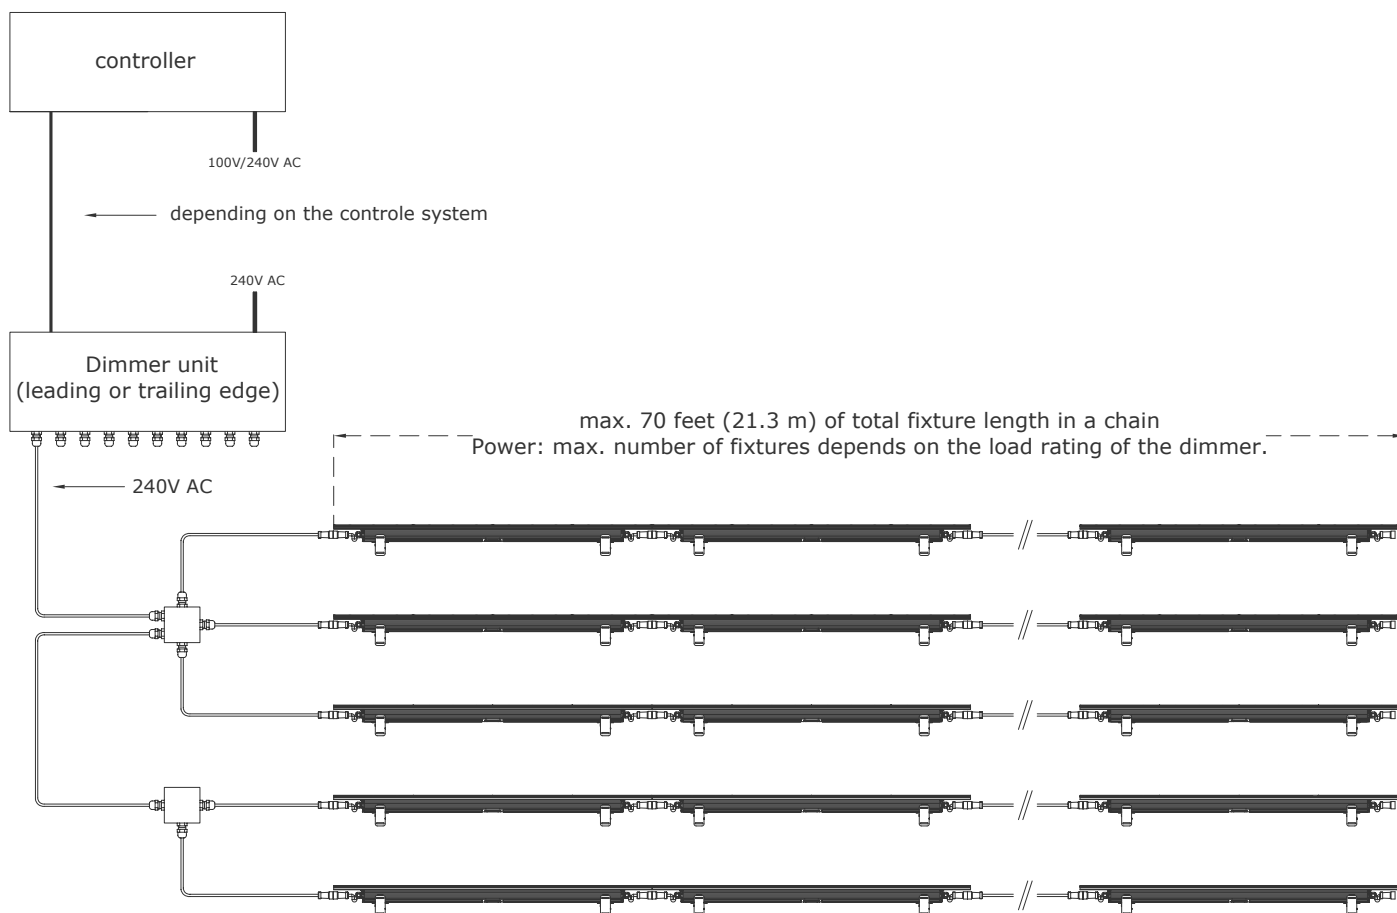 controller
100V/240V AC
depending on the controle system
240V AC
Dimmer unit
(leading or trailing edge)
max. 70 feet (21.3 m) of total fixture length in a chain
Power: max. number of fixtures depends on the load rating of the dimmer.
240V AC